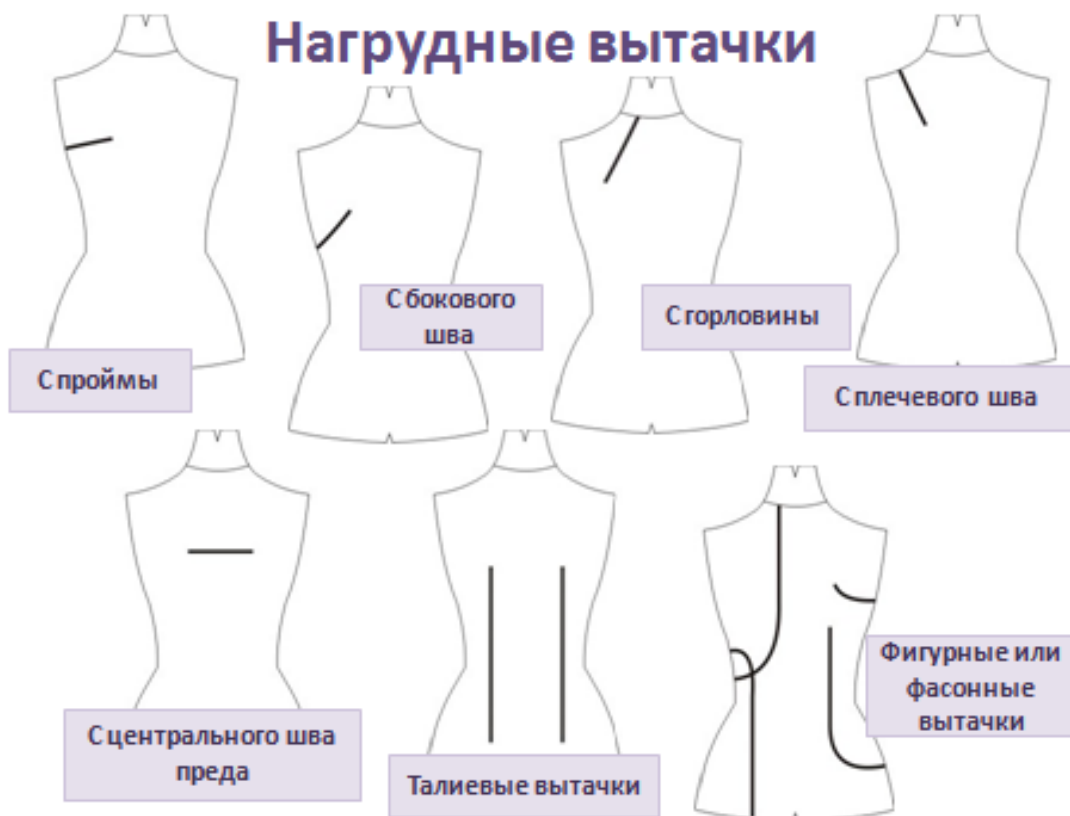 Нагрудные вытачки
С бокового
шва
С горловины
С проймы
С плечевого шва
С центрального шва
преда
Талиевые вытачки
Фигурные или
фасонные
вытачки